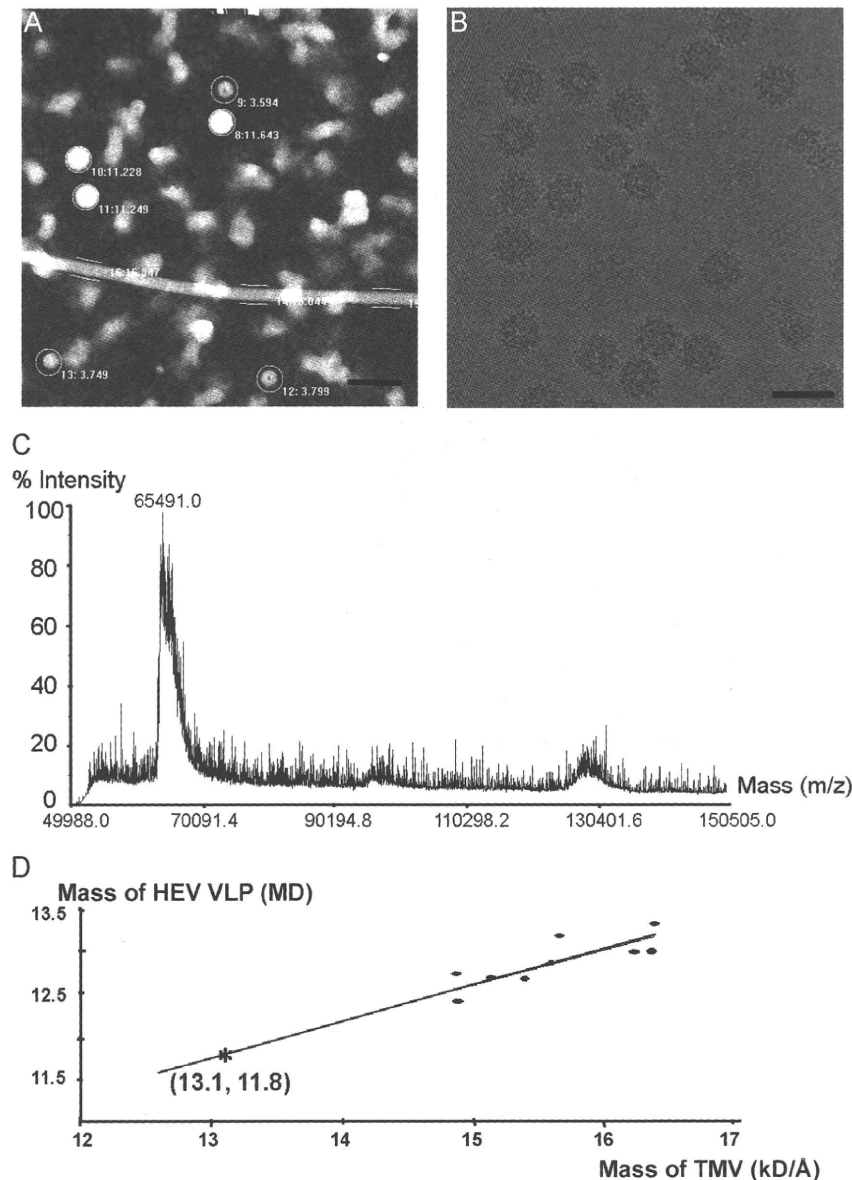 A
9: 3.594
8:11.643
10:11.228
11:11.249
13: 3.749
12: 3.799
B
C
% Intensity
65491.0
100
80
60
40
20
0
Mass (m/z)
49988.0 70091.4 90194.8 110298.2 130401.6 150505.0
D
Mass of HEV VLP (MD)
13.5
12.5
11.5
(13.1, 11.8)
12 13 14 15 16 17
Mass of TMV (kD/Å)